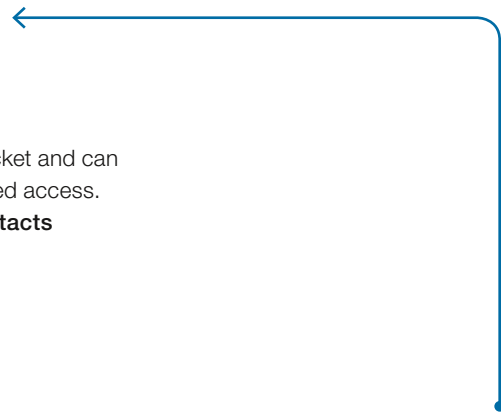 cket and can
ed access.
tacts